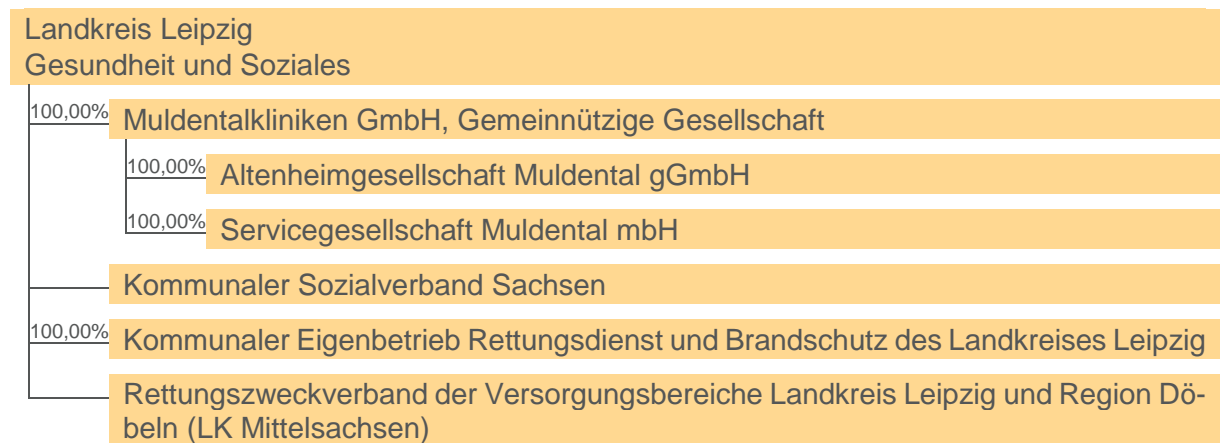 Landkreis Leipzig
Gesundheit und Soziales
100,00% Muldentalkliniken GmbH, Gemeinnützige Gesellschaft
100,00% Altenheimgesellschaft Muldental gGmbH
100,00% Servicegesellschaft Muldental mbH
Kommunaler Sozialverband Sachsen
100,00% Kommunaler Eigenbetrieb Rettungsdienst und Brandschutz des Landkreises Leipzig
Rettungszweckverband der Versorgungsbereiche Landkreis Leipzig und Region Dö-
beln (LK Mittelsachsen)